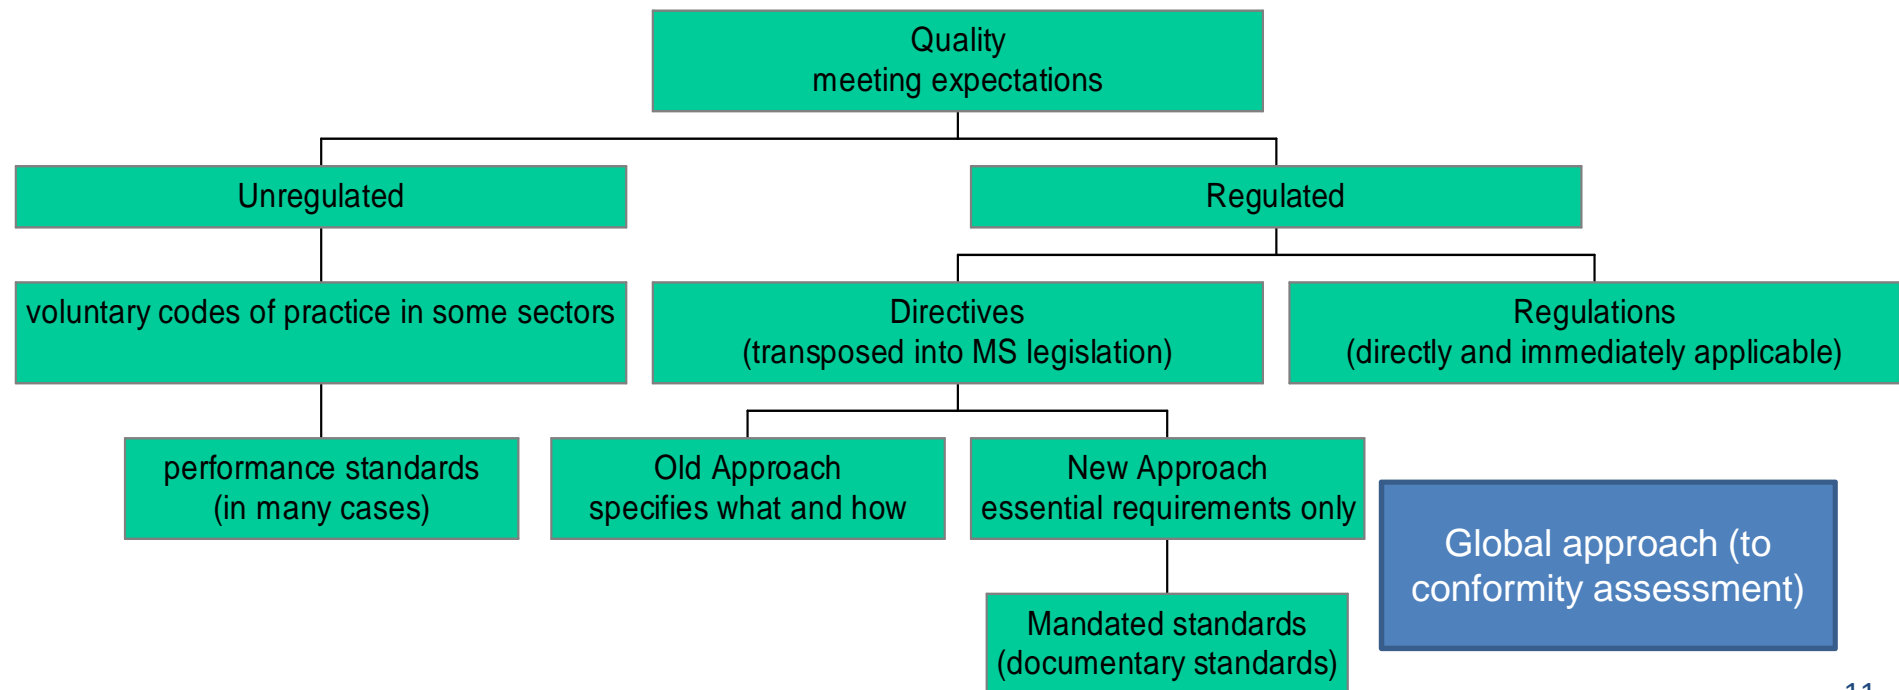 Quality
meeting expectations
Unregulated
Regulated
voluntary codes of practice in some sectors
Directives
(transposed into MS legislation)
Regulations
(directly and immediately applicable)
performance standards
(in many cases)
Old Approach
specifies what and how
New Approach
essential requirements only
Global approach (to
conformity assessment)
Mandated standards
(documentary standards)
11